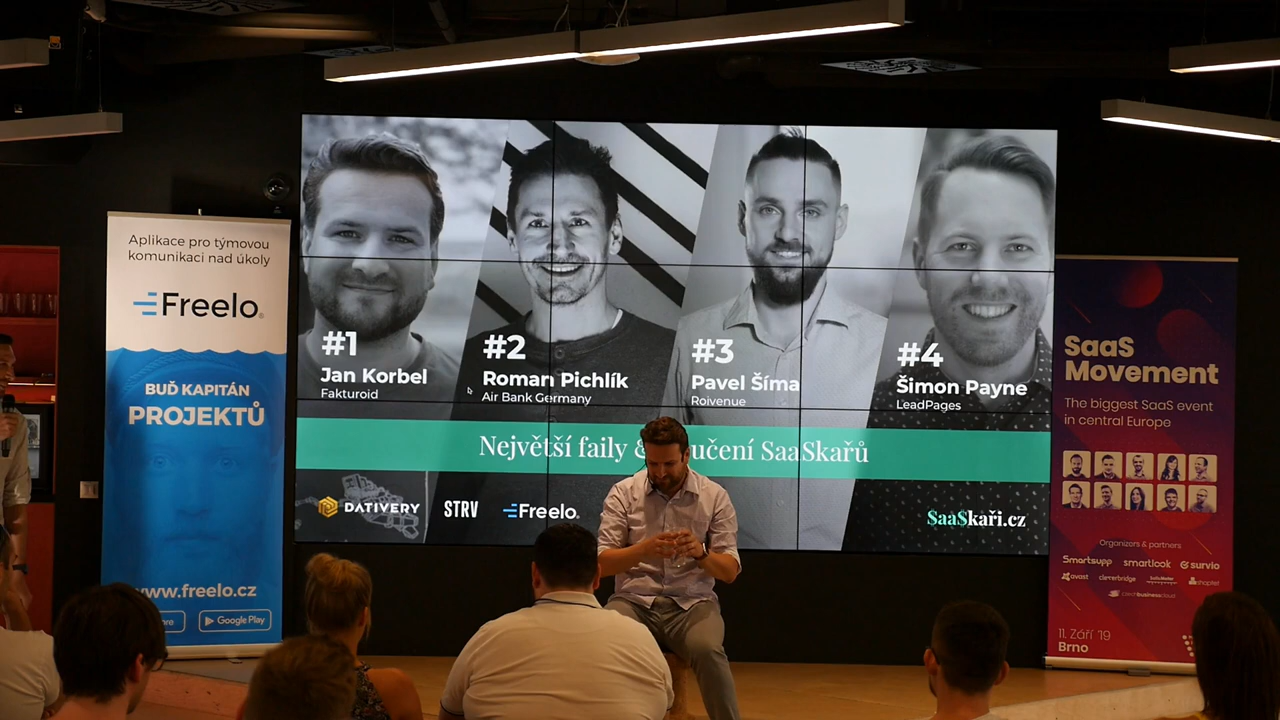 Aplikace pro týmovou
komunikaci nad úkoly
Freelo
BUĎ KAPITÁN
PROJEKTŮ
www.freelo.cz
Google Play
#1
Jan Korbel
Fakturoid
#2
Roman Pichlík
Air Bank Germany
#3
Pavel Šíma
Roivenue
#4
Šimon Payne
LeadPages
Největší faily & učení SaaSkařů
DATIVERY
STRV
Freelo
SaaSkaři.cz
SaaS
Movement
The biggest SaaS event
in central Europe
Organizers & partners
Smartsupp smartlook survio
avast cleverbridge
11. Září '19
Brno